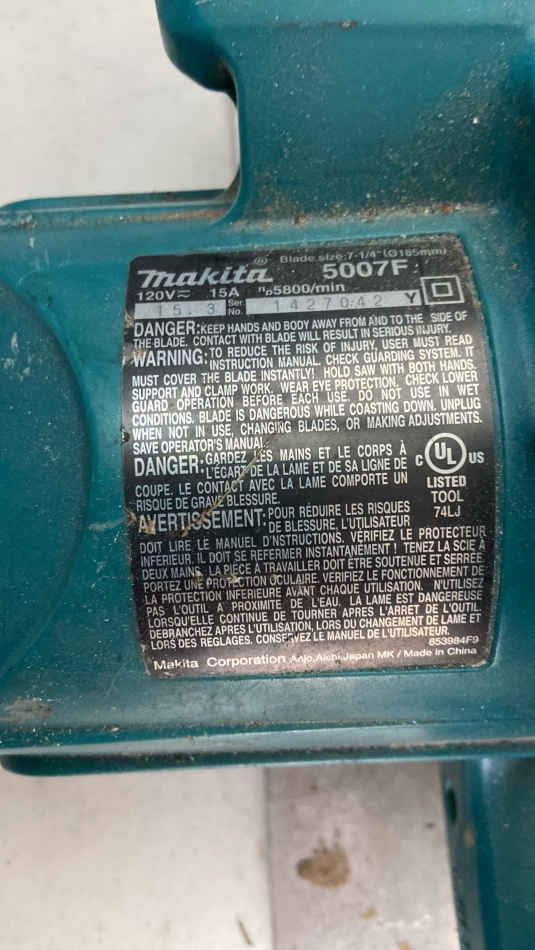 Blade size:7-1/4" (Ø185mm)
makita® 5007F
120V 15A n₀5800/min
15. 3 Ser. No. 1427042 Y
DANGER:KEEP HANDS AND BODY AWAY FROM AND TO THE SIDE OF
THE BLADE. CONTACT WITH BLADE WILL RESULT IN SERIOUS INJURY.
WARNING:TO REDUCE THE RISK OF INJURY, USER MUST READ
INSTRUCTION MANUAL. CHECK GUARDING SYSTEM. IT
MUST COVER THE BLADE INSTANTLY! HOLD SAW WITH BOTH HANDS.
SUPPORT AND CLAMP WORK. WEAR EYE PROTECTION. CHECK LOWER
GUARD OPERATION BEFORE EACH USE. DO NOT USE IN WET
CONDITIONS. BLADE IS DANGEROUS WHILE COASTING DOWN. UNPLUG
WHEN NOT IN USE, CHANGING BLADES, OR MAKING ADJUSTMENTS.
SAVE OPERATOR'S MANUAL.
DANGER:GARDEZ LES MAINS ET LE CORPS À
L'ÉGART DE LA LAME ET DE SA LIGNE DE
COUPE. LE CONTACT AVEC LA LAME COMPORTE UN
RISQUE DE GRAVE BLESSURE.
C UL US
LISTED
TOOL
74LJ
AVERTISSEMENT:POUR RÉDUIRE LES RISQUES
DE BLESSURE, L'UTILISATEUR
DOIT LIRE LE MANUEL D'INSTRUCTIONS. VÉRIFIEZ LE PROTECTEUR
INFERIEUR. IL DOIT SE REFERMER INSTANTANÉMENT ! TENEZ LA SCIE À
DEUX MAINS. LA PIÈCE À TRAVAILLER DOIT ÊTRE SOUTENUE ET SERRÉE
PORTEZ UNE PROTECTION OCULAIRE. VÉRIFIEZ LE FONCTIONNEMENT DE
LA PROTECTION INFERIEURE AVANT CHAQUE UTILISATION. N'UTILISEZ
PAS L'OUTIL A PROXIMITE DE L'EAU. LA LAME EST DANGEREUSE
LORSQU'ELLE CONTINUE DE TOURNER APRES L'ARRET DE L'OUTIL.
DEBRANCHEZ APRES L'UTILISATION, LORS DU CHANGEMENT DE LAME ET
LORS DES REGLAGES. CONSERVEZ LE MANUEL DE L'UTILISATEUR.
853984F9
Makita Corporation Anjo,Aichi,Japan MK / Made in China